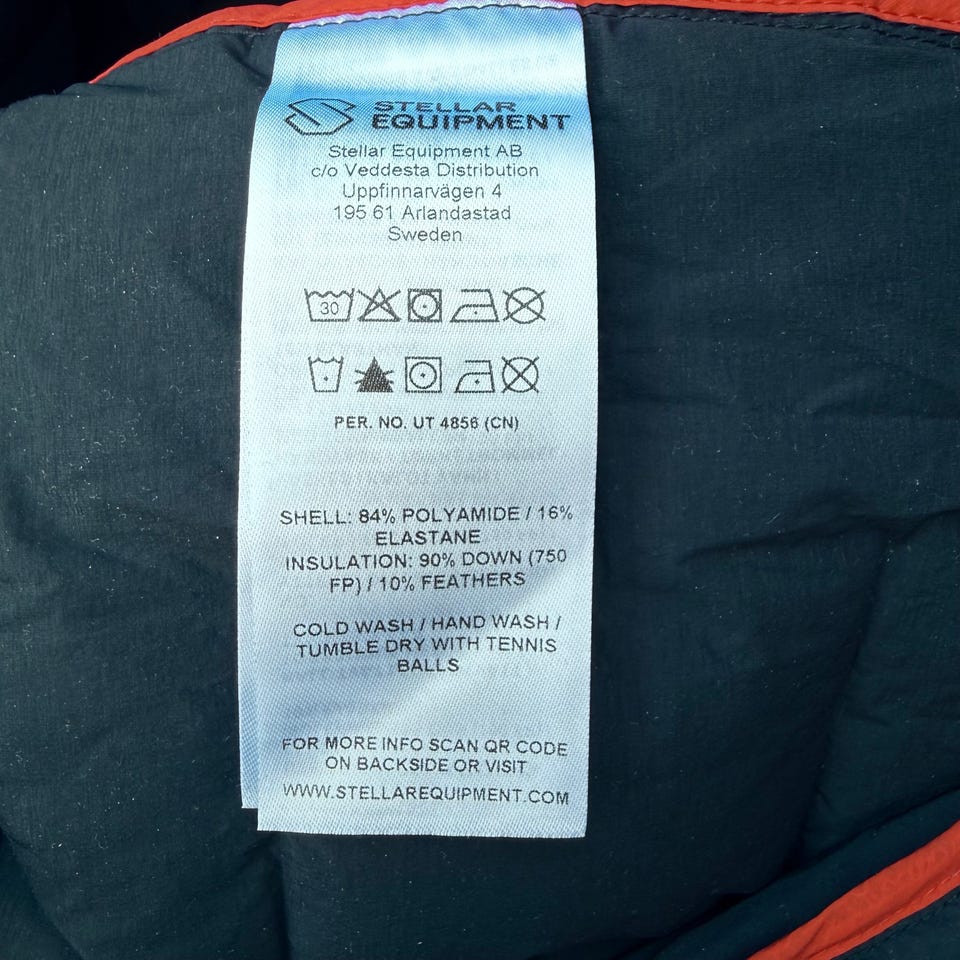 STELLAR
EQUIPMENT
Stellar Equipment AB
c/o Veddesta Distribution
Uppfinnarvägen 4
195 61 Arlandastad
Sweden
30
PER. NO. UT 4856 (CN)
SHELL: 84% POLYAMIDE / 16%
ELASTANE
INSULATION: 90% DOWN (750
FP) / 10% FEATHERS
COLD WASH / HAND WASH /
TUMBLE DRY WITH TENNIS
BALLS
FOR MORE INFO SCAN QR CODE
ON BACKSIDE OR VISIT
WWW.STELLAREQUIPMENT.COM